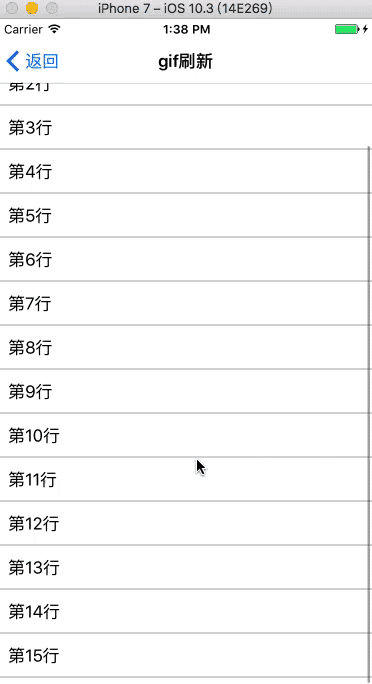 iPhone 7 – iOS 10.3 (14E269)
Carrier 1:38 PM
返回 gif刷新
第2行
第3行
第4行
第5行
第6行
第7行
第8行
第9行
第10行
第11行
第12行
第13行
第14行
第15行